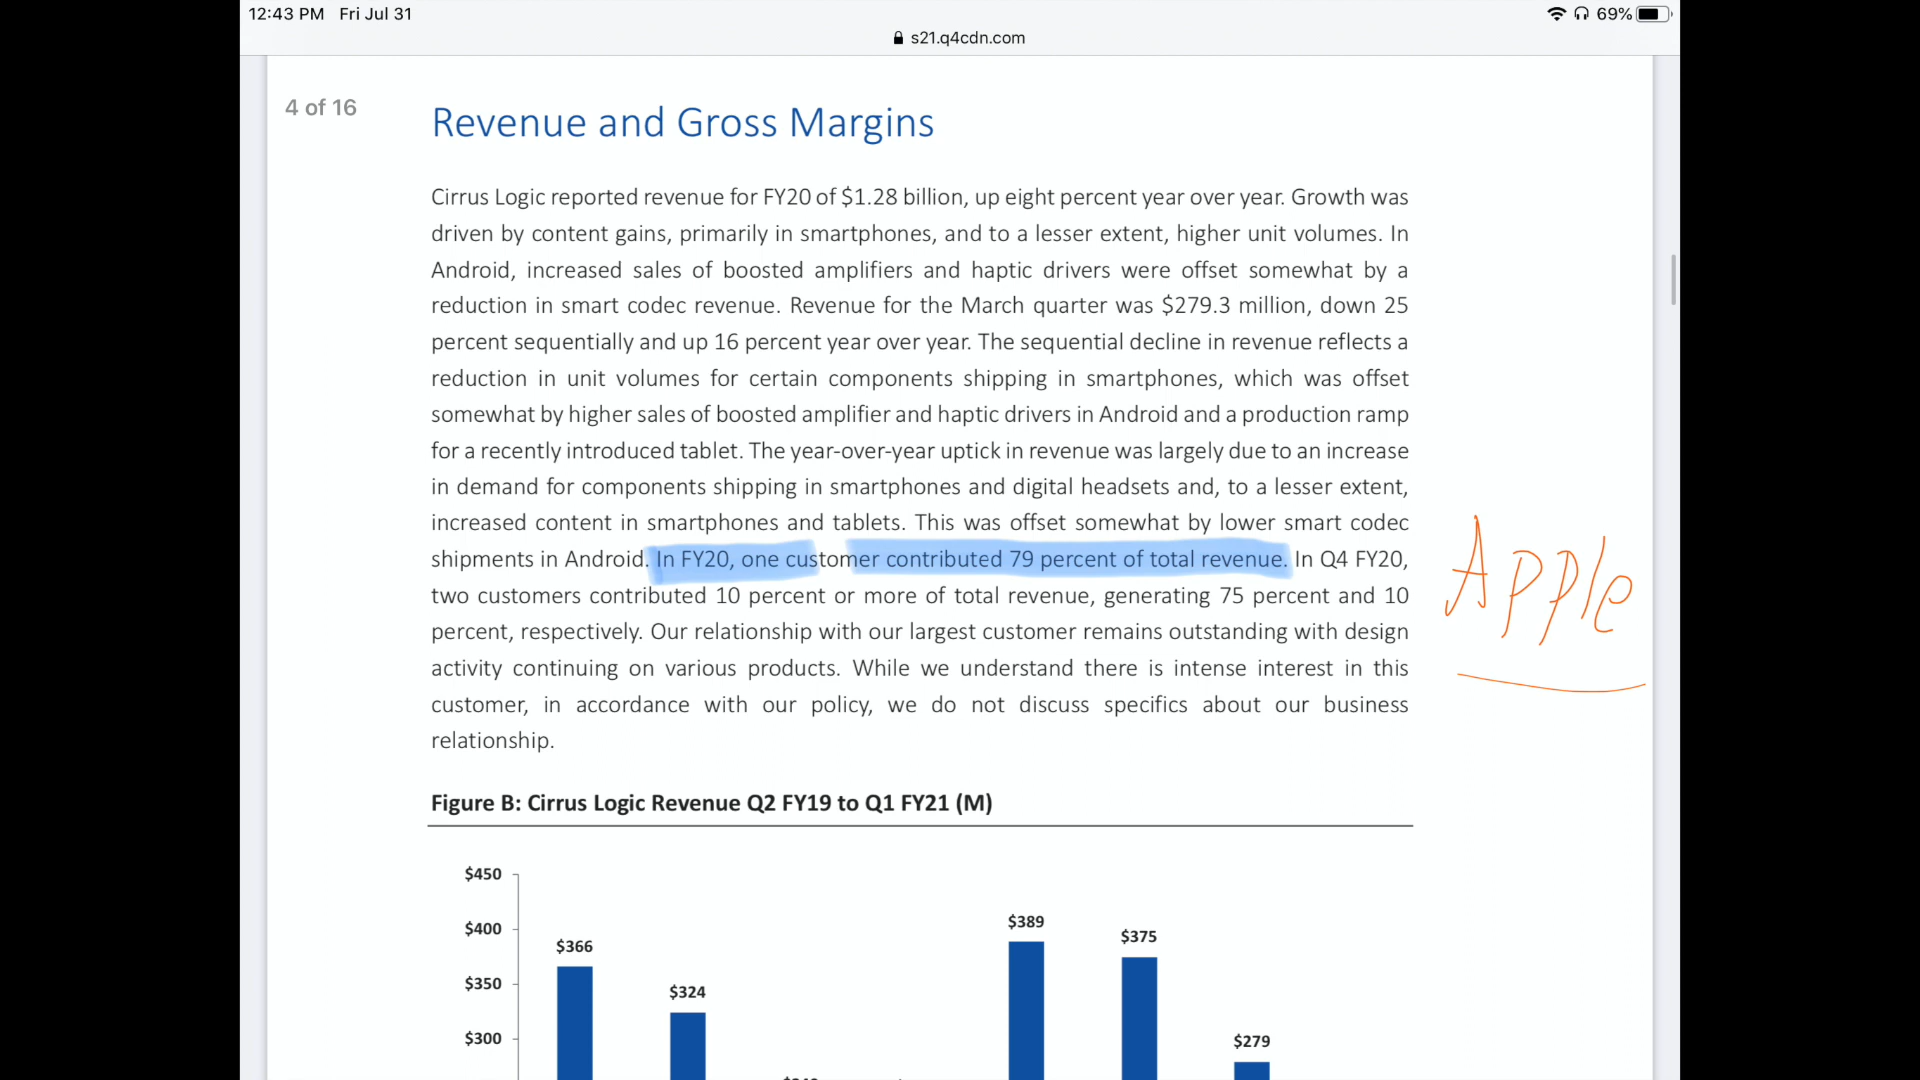 12:43 PM Fri Jul 31
69%
s21.q4cdn.com
4 of 16
Revenue and Gross Margins
Cirrus Logic reported revenue for FY20 of $1.28 billion, up eight percent year over year. Growth was
driven by content gains, primarily in smartphones, and to a lesser extent, higher unit volumes. In
Android, increased sales of boosted amplifiers and haptic drivers were offset somewhat by a
reduction in smart codec revenue. Revenue for the March quarter was $279.3 million, down 25
percent sequentially and up 16 percent year over year. The sequential decline in revenue reflects a
reduction in unit volumes for certain components shipping in smartphones, which was offset
somewhat by higher sales of boosted amplifier and haptic drivers in Android and a production ramp
for a recently introduced tablet. The year-over-year uptick in revenue was largely due to an increase
in demand for components shipping in smartphones and digital headsets and, to a lesser extent,
increased content in smartphones and tablets. This was offset somewhat by lower smart codec
shipments in Android. In FY20, one customer contributed 79 percent of total revenue. In Q4 FY20,
two customers contributed 10 percent or more of total revenue, generating 75 percent and 10
percent, respectively. Our relationship with our largest customer remains outstanding with design
activity continuing on various products. While we understand there is intense interest in this
customer, in accordance with our policy, we do not discuss specifics about our business
relationship.
Apple
Figure B: Cirrus Logic Revenue Q2 FY19 to Q1 FY21 (M)
$450
$400
$350
$300
$366
$324
$389
$375
$279